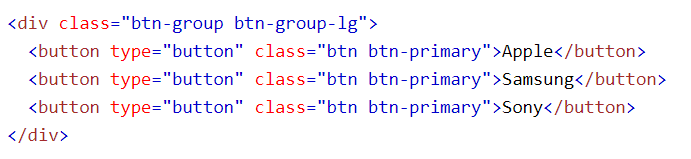 <div class="btn-group btn-group-lg">
  <button type="button" class="btn btn-primary">Apple</button>
  <button type="button" class="btn btn-primary">Samsung</button>
  <button type="button" class="btn btn-primary">Sony</button>
</div>